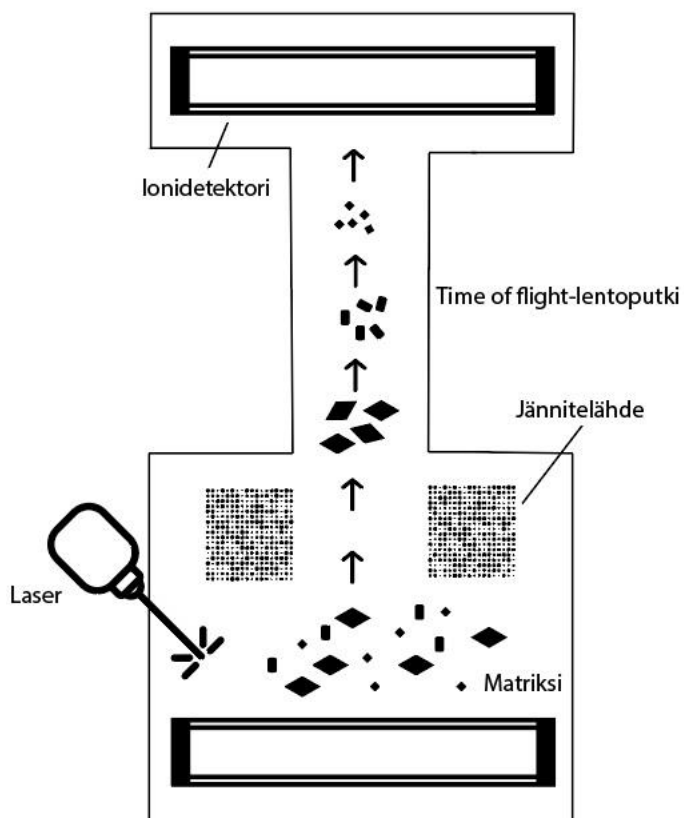 Ionidetektori
Time of flight-lentoputki
Jännitelähde
Laser
Matriksi